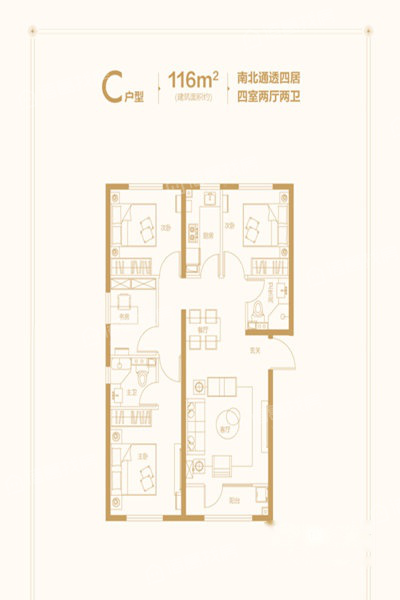 C户型
116m²
(建筑面积约)
南北通透四居
四室两厅两卫
次卧
厨房
次卧
公卫
书房
餐厅
玄关
主卫
客厅
主卧
阳台